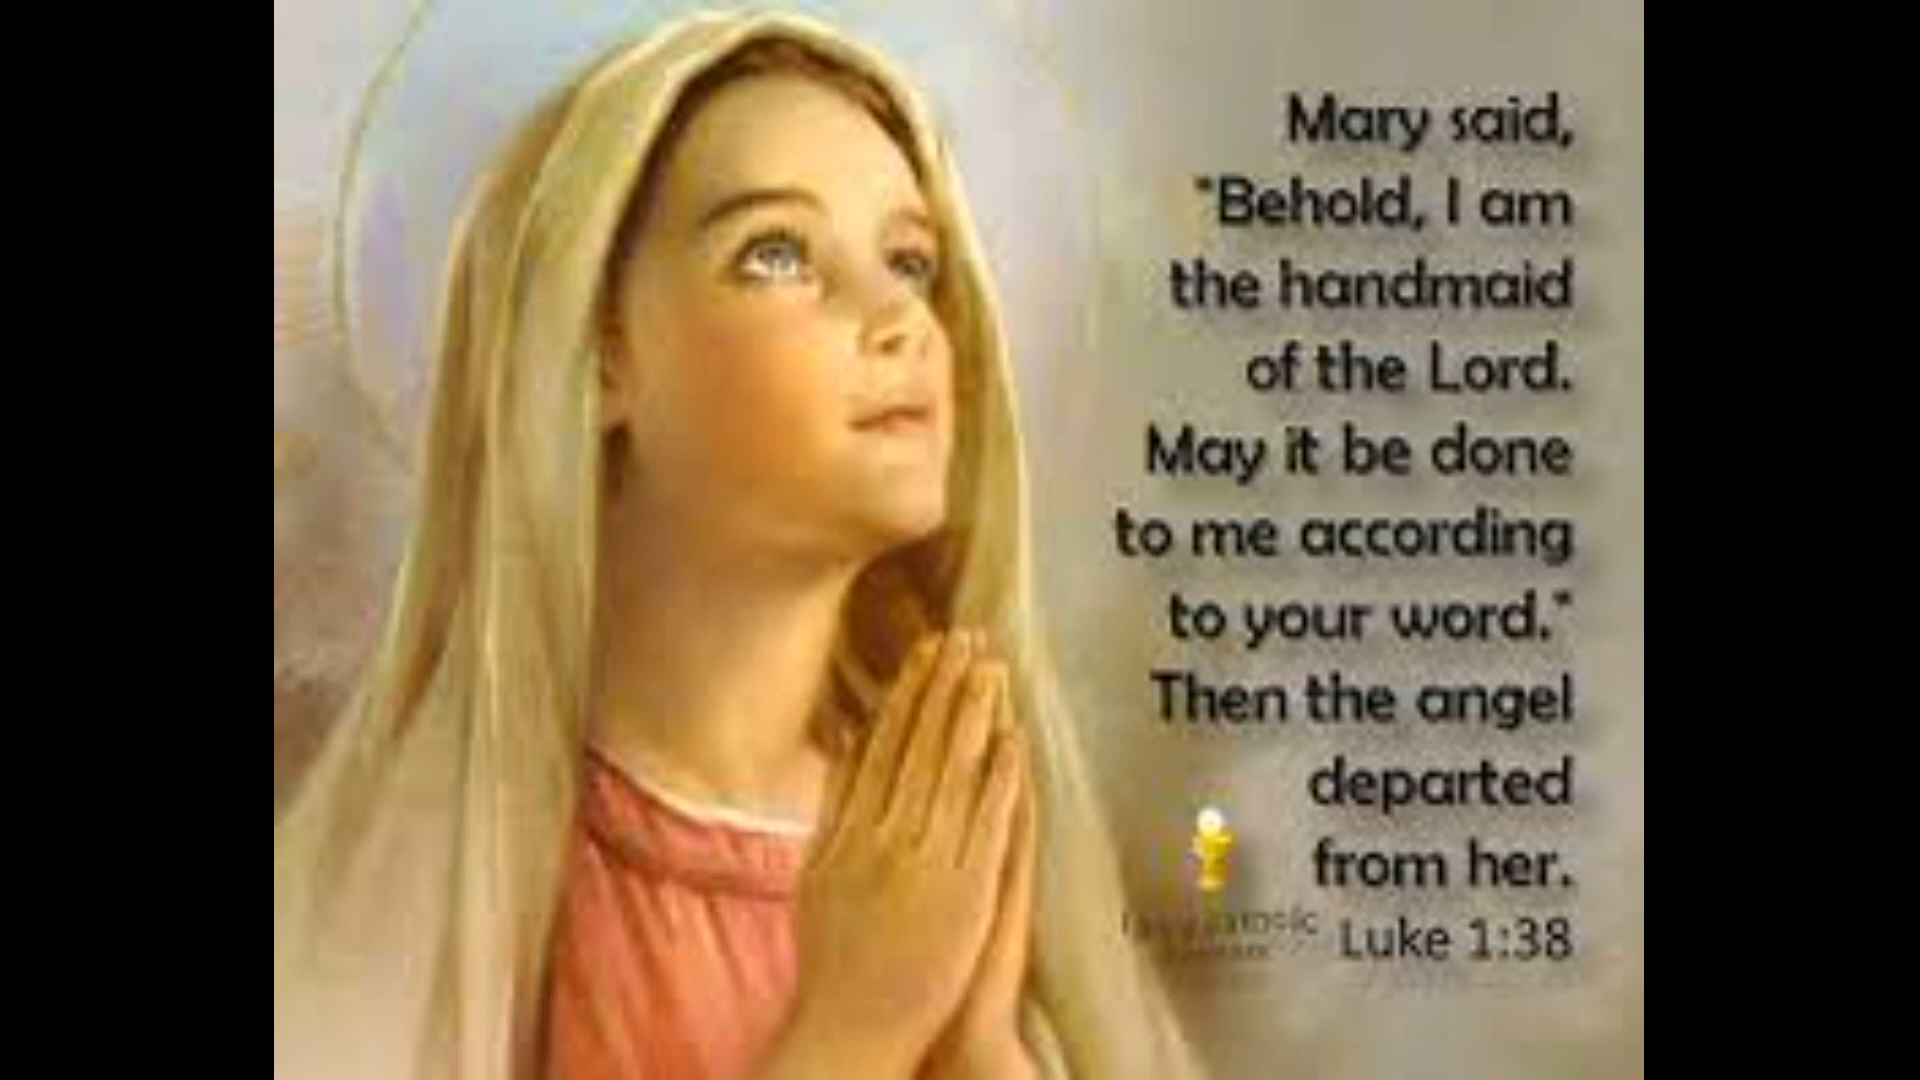 Mary said,
"Behold, I am
the handmaid
of the Lord.
May it be done
to me according
to your word."
Then the angel
departed
from her.
Luke 1:38